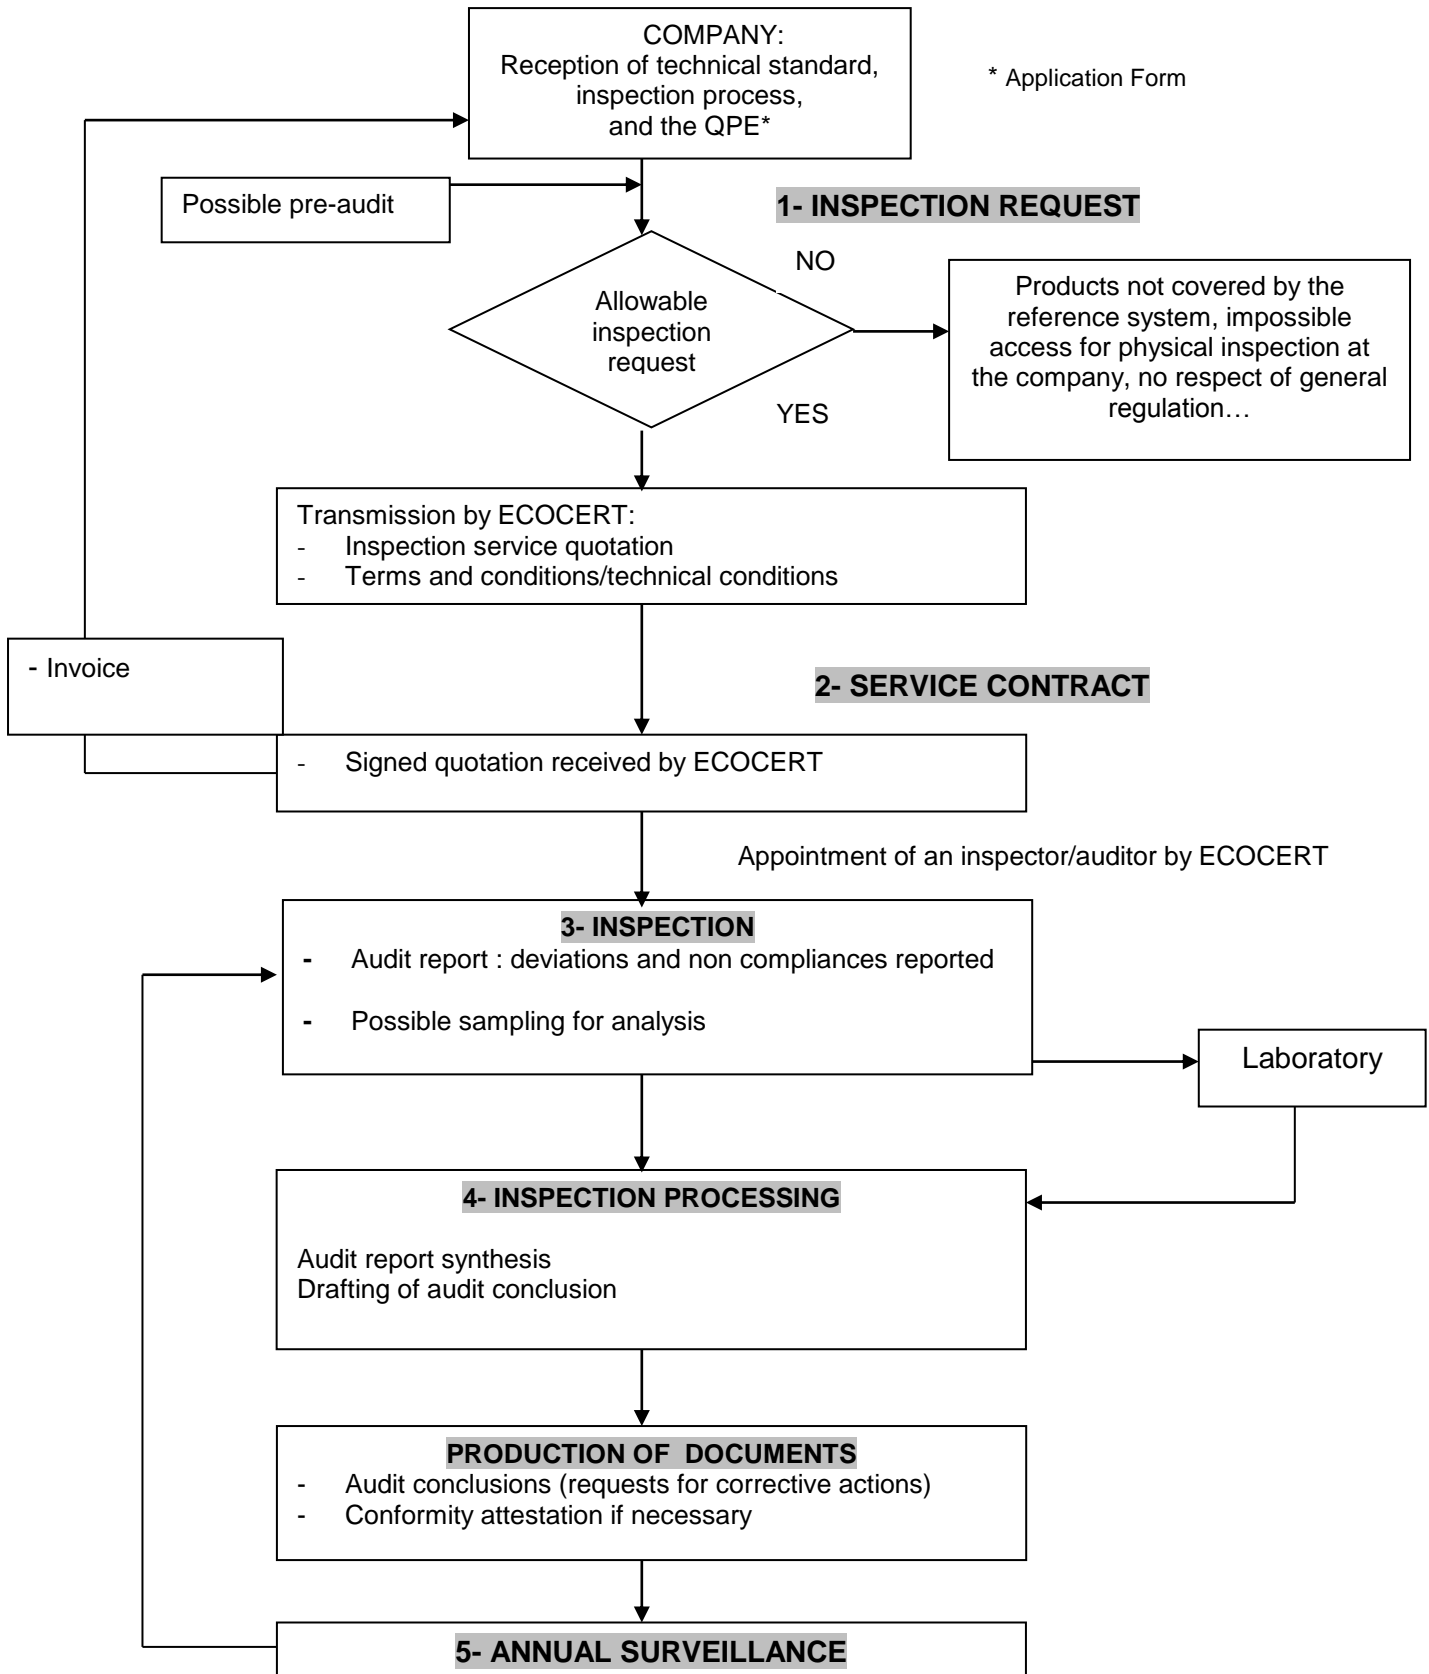 COMPANY:
Reception of technical standard,
inspection process,
and the QPE*
* Application Form
Possible pre-audit
1- INSPECTION REQUEST
NO
Allowable
inspection
request
Products not covered by the
reference system, impossible
access for physical inspection at
the company, no respect of general
regulation…
YES
Transmission by ECOCERT:
- Inspection service quotation
- Terms and conditions/technical conditions
- Invoice
2- SERVICE CONTRACT
- Signed quotation received by ECOCERT
Appointment of an inspector/auditor by ECOCERT
3- INSPECTION
- Audit report : deviations and non compliances reported
- Possible sampling for analysis
Laboratory
4- INSPECTION PROCESSING
Audit report synthesis
Drafting of audit conclusion
PRODUCTION OF DOCUMENTS
- Audit conclusions (requests for corrective actions)
- Conformity attestation if necessary
5- ANNUAL SURVEILLANCE